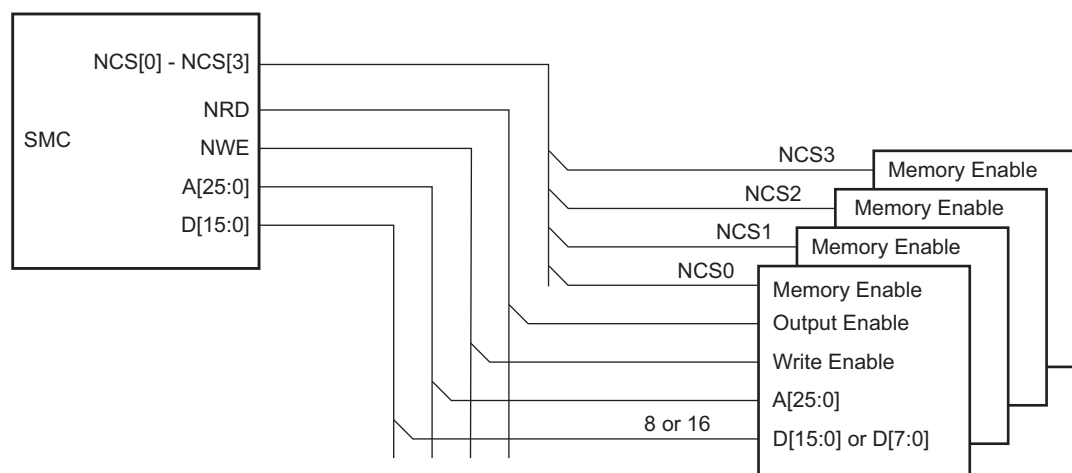 NCS[0] - NCS[3]
NRD
SMC
NWE
A[25:0]
D[15:0]
NCS3
Memory Enable
NCS2
Memory Enable
NCS1
Memory Enable
NCS0
Memory Enable
Output Enable
Write Enable
A[25:0]
8 or 16
D[15:0] or D[7:0]